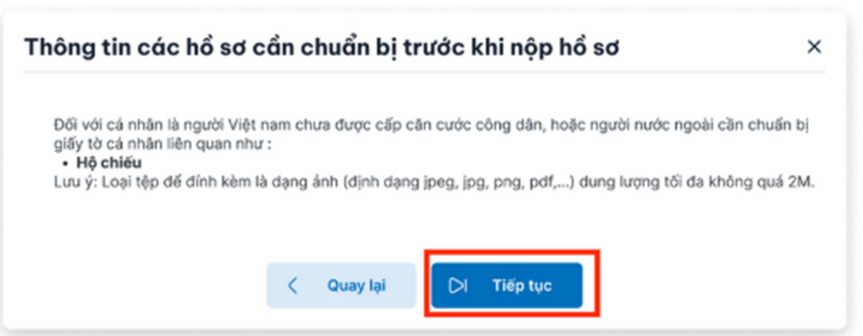 Thông tin các hồ sơ cần chuẩn bị trước khi nộp hồ sơ
Đối với cá nhân là người Việt nam chưa được cấp căn cước công dân, hoặc người nước ngoài cần chuẩn bị
giấy tờ cá nhân liên quan như :
• Hộ chiếu
Lưu ý: Loại tệp để đính kèm là dạng ảnh (định dạng jpeg, jpg, png, pdf,...) dung lượng tối đa không quá 2M.
Quay lại
Tiếp tục